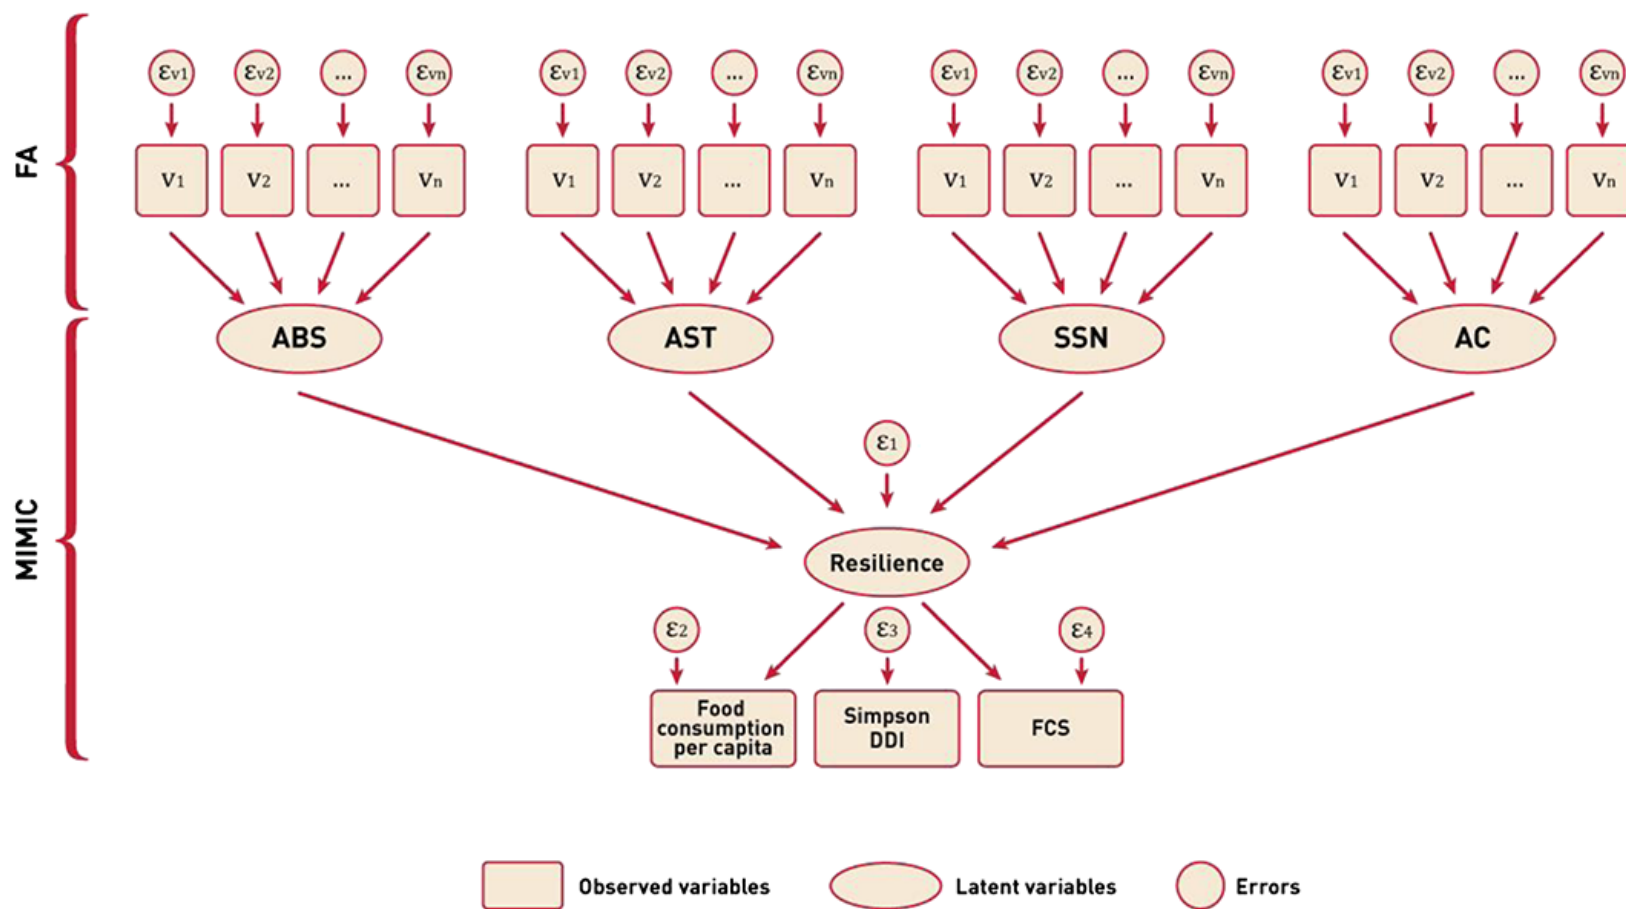 FA
εv1 εv2 ... εvn εv1 εv2 ... εvn εv1 εv2 ... εvn εv1 εv2 ... εvn
v1 v2 ... vn v1 v2 ... vn v1 v2 ... vn v1 v2 ... vn
ABS AST SSN AC
MIMIC
ε1
Resilience
ε2 ε3 ε4
Food
consumption
per capita
Simpson
DDI
FCS
Observed variables Latent variables Errors